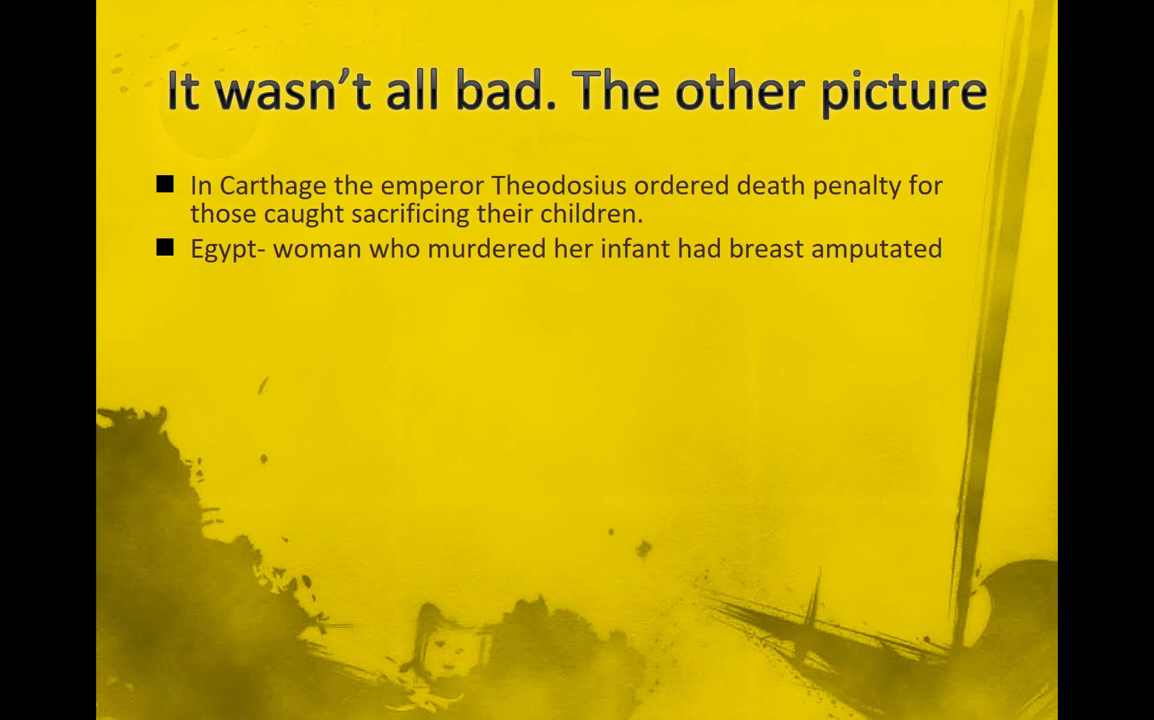 It wasn’t all bad. The other picture
In Carthage the emperor Theodosius ordered death penalty for
those caught sacrificing their children.
Egypt- woman who murdered her infant had breast amputated